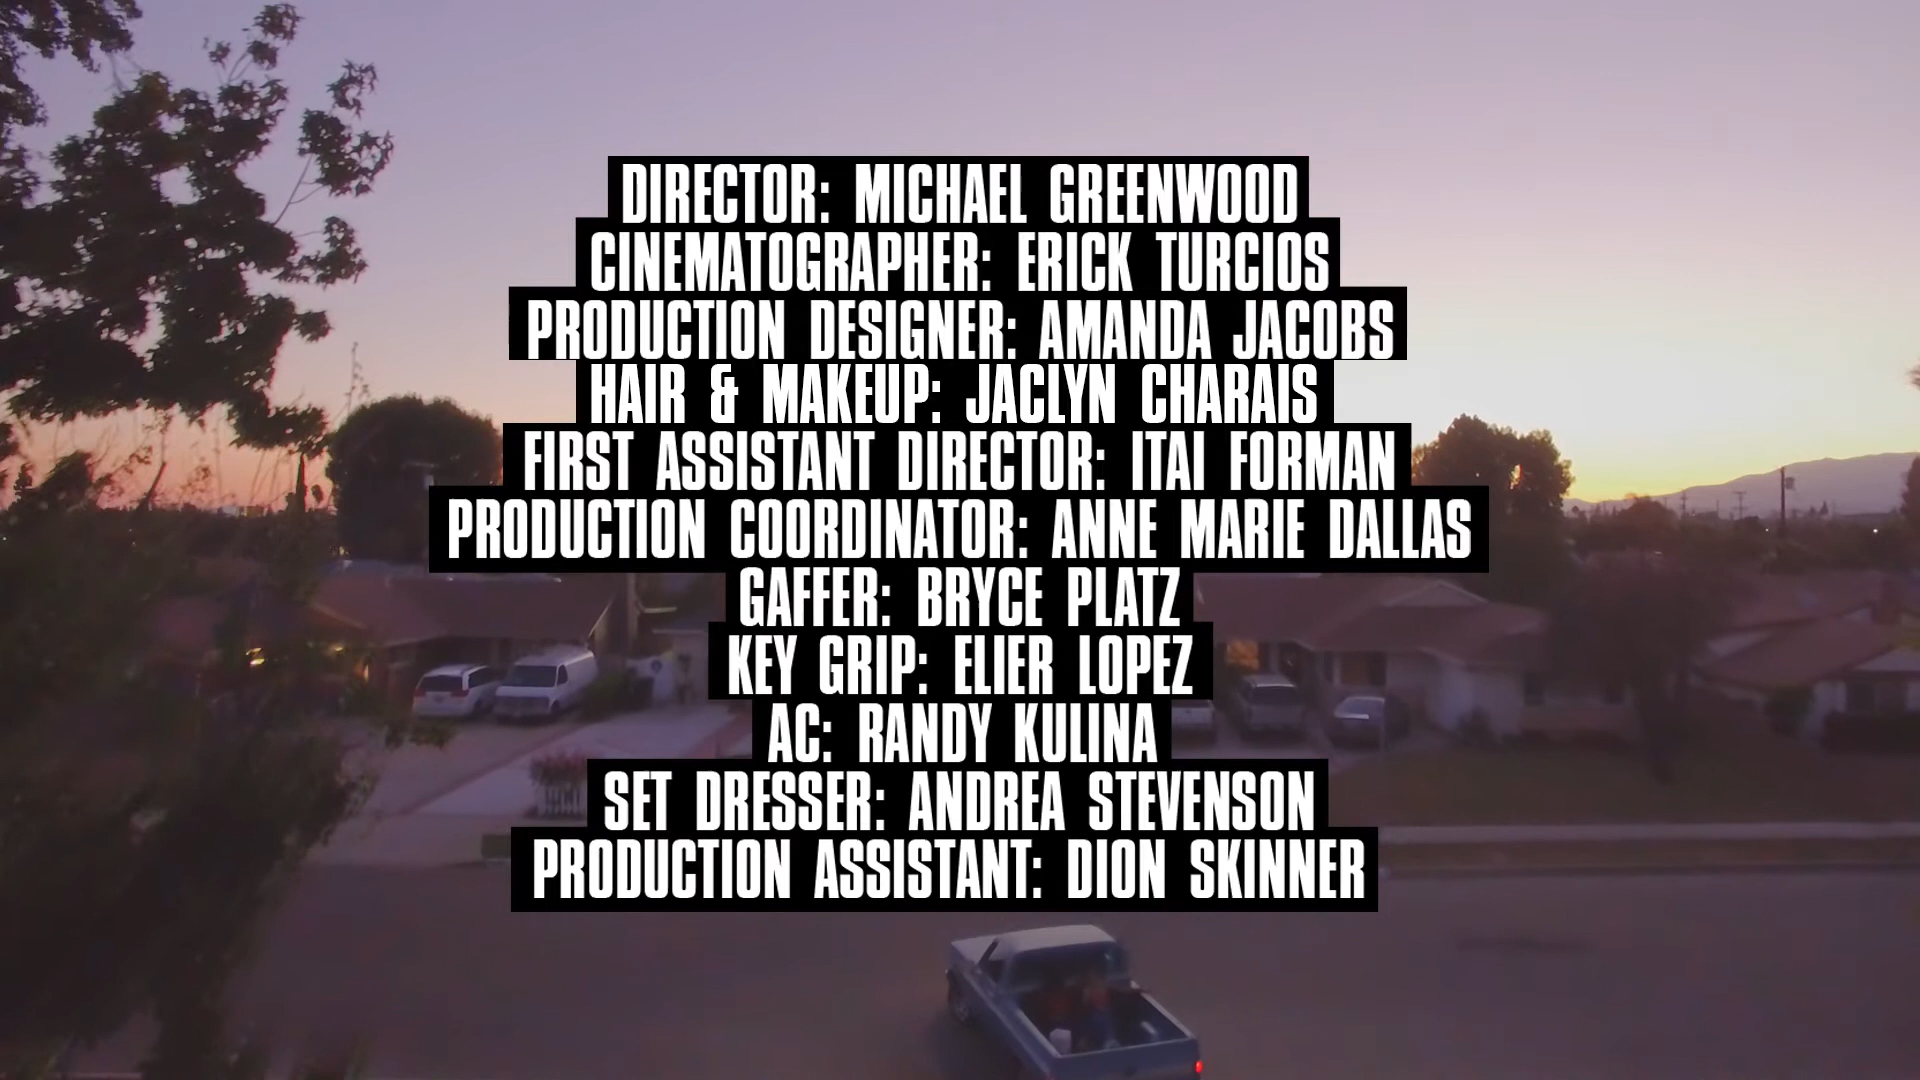 DIRECTOR: MICHAEL GREENWOOD
CINEMATOGRAPHER: ERICK TURCIOS
PRODUCTION DESIGNER: AMANDA JACOBS
HAIR & MAKEUP: JACLYN CHARAIS
FIRST ASSISTANT DIRECTOR: ITAI FORMAN
PRODUCTION COORDINATOR: ANNE MARIE DALLAS
GAFFER: BRYCE PLATZ
KEY GRIP: ELIER LOPEZ
AC: RANDY KULINA
SET DRESSER: ANDREA STEVENSON
PRODUCTION ASSISTANT: DION SKINNER